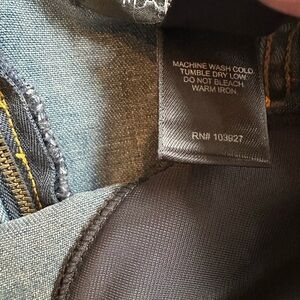 MACHINE WASH COLD
TUMBLE DRY LOW
DO NOT BLEACH
WARM IRON
RN# 103927